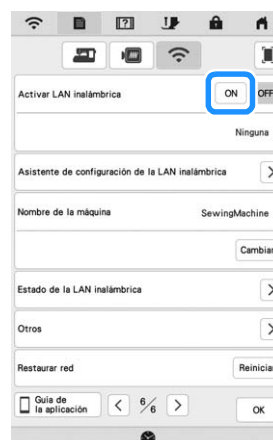 Activar LAN inalámbrica ON OFF
Ninguna
Asistente de configuración de la LAN inalámbrica
Nombre de la máquina SewingMachine
Cambiar
Estado de la LAN inalámbrica
Otros
Restaurar red Reiniciar
Guía de
la aplicación
6/6
OK